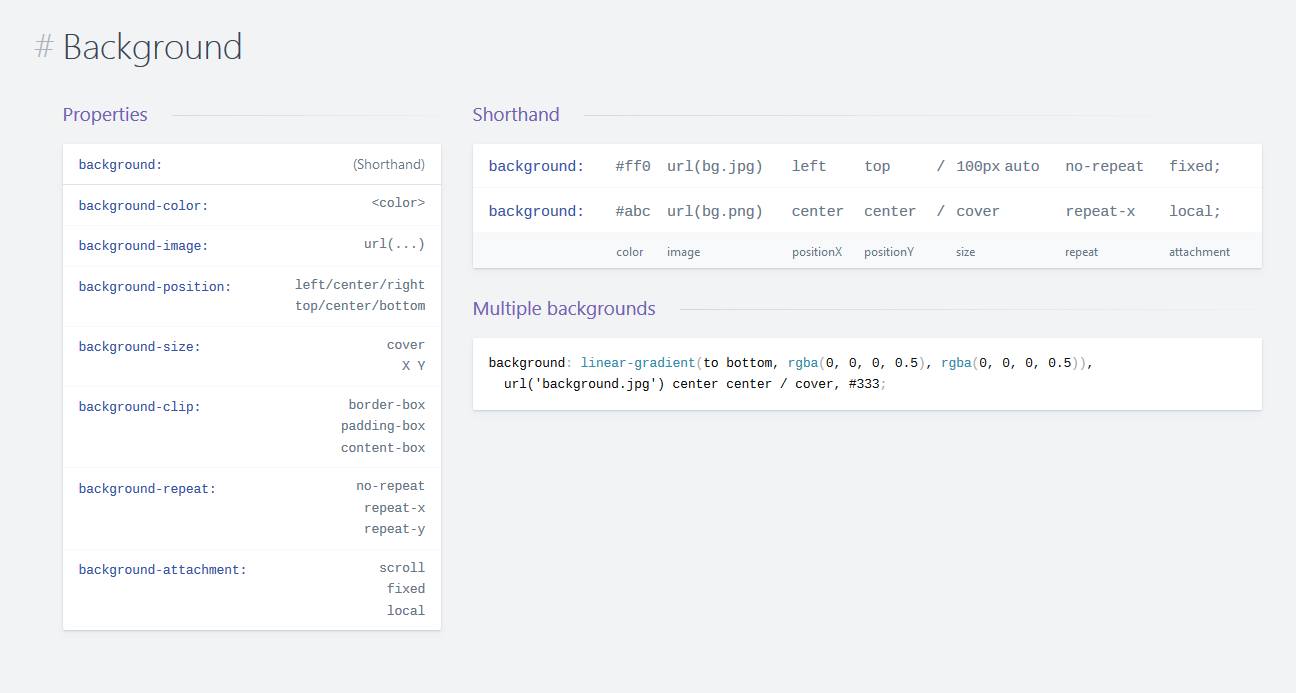 # Background
Properties
background: (Shorthand)
background-color: <color>
background-image: url(...)
background-position: left/center/right
top/center/bottom
background-size: cover
X Y
background-clip: border-box
padding-box
content-box
background-repeat: no-repeat
repeat-x
repeat-y
background-attachment: scroll
fixed
local
Shorthand
background: #ff0 url(bg.jpg) left top / 100px auto no-repeat fixed;
background: #abc url(bg.png) center center / cover repeat-x local;
color image positionX positionY size repeat attachment
Multiple backgrounds
background: linear-gradient(to bottom, rgba(0, 0, 0, 0.5), rgba(0, 0, 0, 0.5)),
url('background.jpg') center center / cover, #333;